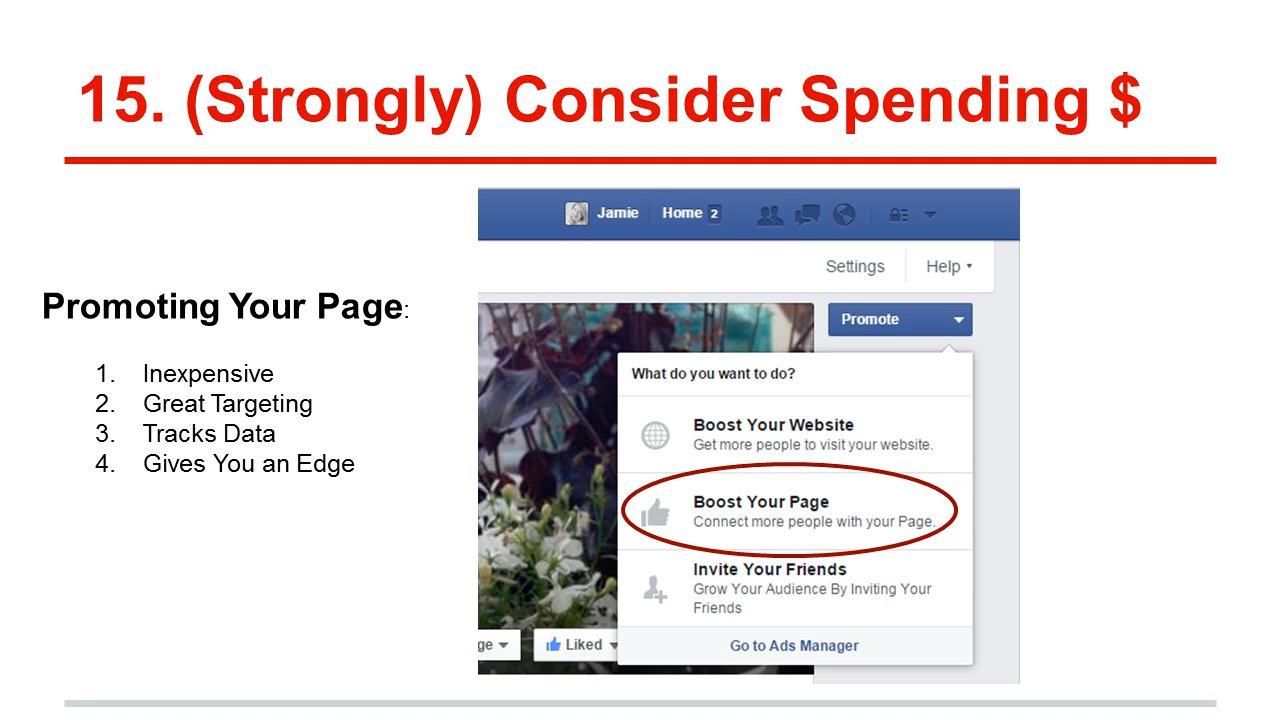 15. (Strongly) Consider Spending $
Promoting Your Page:
1. Inexpensive
2. Great Targeting
3. Tracks Data
4. Gives You an Edge
Jamie Home 2
Settings Help
Promote
What do you want to do?
Boost Your Website
Get more people to visit your website.
Boost Your Page
Connect more people with your Page.
Invite Your Friends
Grow Your Audience By Inviting Your
Friends
ge Liked
Go to Ads Manager